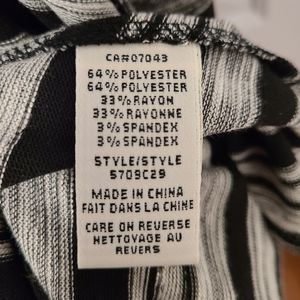 CA#07043
64%POLYESTER
64%POLYESTER
33%RAYON
33%RAYONNE
3%SPANDEX
3%SPANDEX
STYLE/STYLE
5709C29
MADE IN CHINA
FAIT DANS LA CHINE
CARE ON REVERSE
NETTOYAGE AU
REVERS